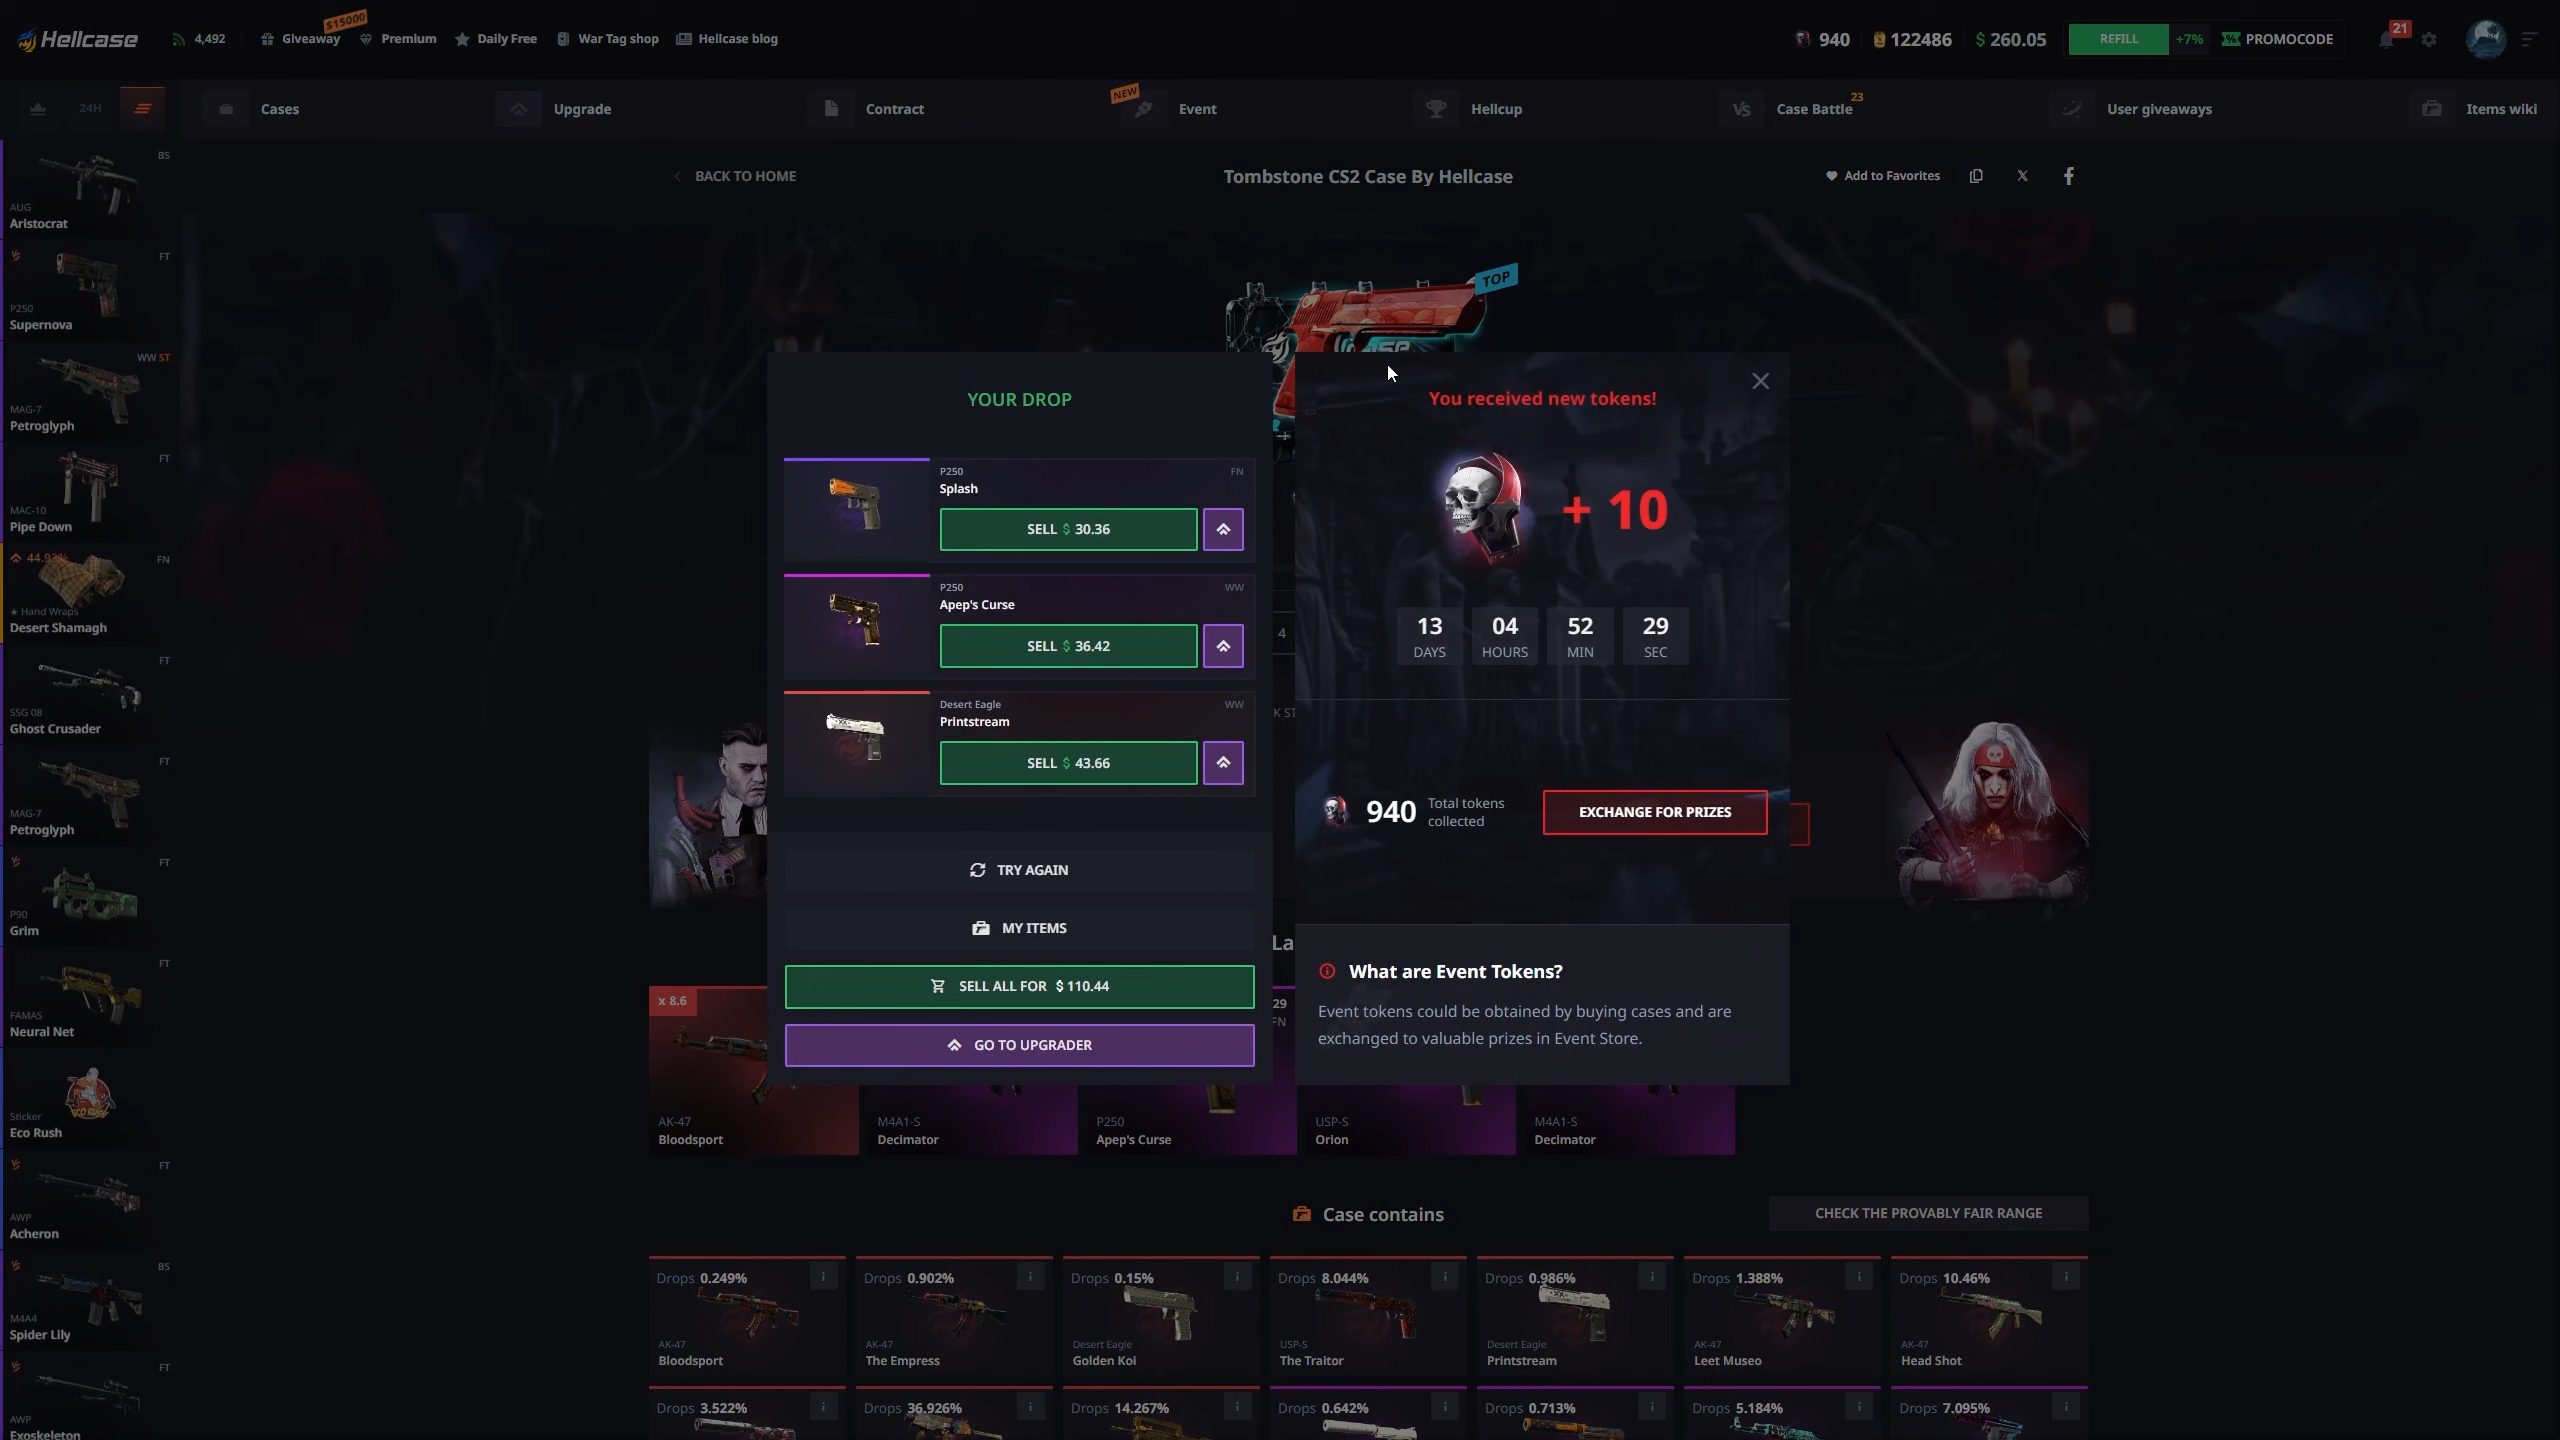 Hellcase
4,492
Giveaway
$15000
Premium
Daily Free
War Tag shop
Hellcase blog
940
122486
$ 260.05
REFILL
+7%
PROMOCODE
21
24H
Cases
Upgrade
Contract
NEW
Event
Hellcup
VS
Case Battle
23
User giveaways
Items wiki
BACK TO HOME
Tombstone CS2 Case By Hellcase
Add to Favorites
TOP
BS
AUG
Aristocrat
FT
P250
Supernova
WW ST
MAG-7
Petroglyph
FT
MAC-10
Pipe Down
44.93%
FN
★ Hand Wraps
Desert Shamagh
FT
SSG 08
Ghost Crusader
FT
MAG-7
Petroglyph
FT
P90
Grim
FT
FAMAS
Neural Net
Sticker
Eco Rush
FT
AWP
Acheron
BS
M4A4
Spider Lily
FT
AWP
Exoskeleton
YOUR DROP
P250
FN
Splash
SELL $ 30.36
P250
WW
Apep's Curse
SELL $ 36.42
Desert Eagle
WW
Printstream
SELL $ 43.66
TRY AGAIN
MY ITEMS
SELL ALL FOR $ 110.44
GO TO UPGRADER
4
K ST
La
29
FN
You received new tokens!
+ 10
13
DAYS
04
HOURS
52
MIN
29
SEC
940
Total tokens
collected
EXCHANGE FOR PRIZES
What are Event Tokens?
Event tokens could be obtained by buying cases and are
exchanged to valuable prizes in Event Store.
x 8.6
AK-47
Bloodsport
M4A1-S
Decimator
P250
Apep's Curse
USP-S
Orion
M4A1-S
Decimator
Case contains
CHECK THE PROVABLY FAIR RANGE
Drops 0.249%
AK-47
Bloodsport
Drops 0.902%
AK-47
The Empress
Drops 0.15%
Desert Eagle
Golden Koi
Drops 8.044%
USP-S
The Traitor
Drops 0.986%
Desert Eagle
Printstream
Drops 1.388%
AK-47
Leet Museo
Drops 10.46%
AK-47
Head Shot
Drops 3.522%
Drops 36.926%
Drops 14.267%
Drops 0.642%
Drops 0.713%
Drops 5.184%
Drops 7.095%